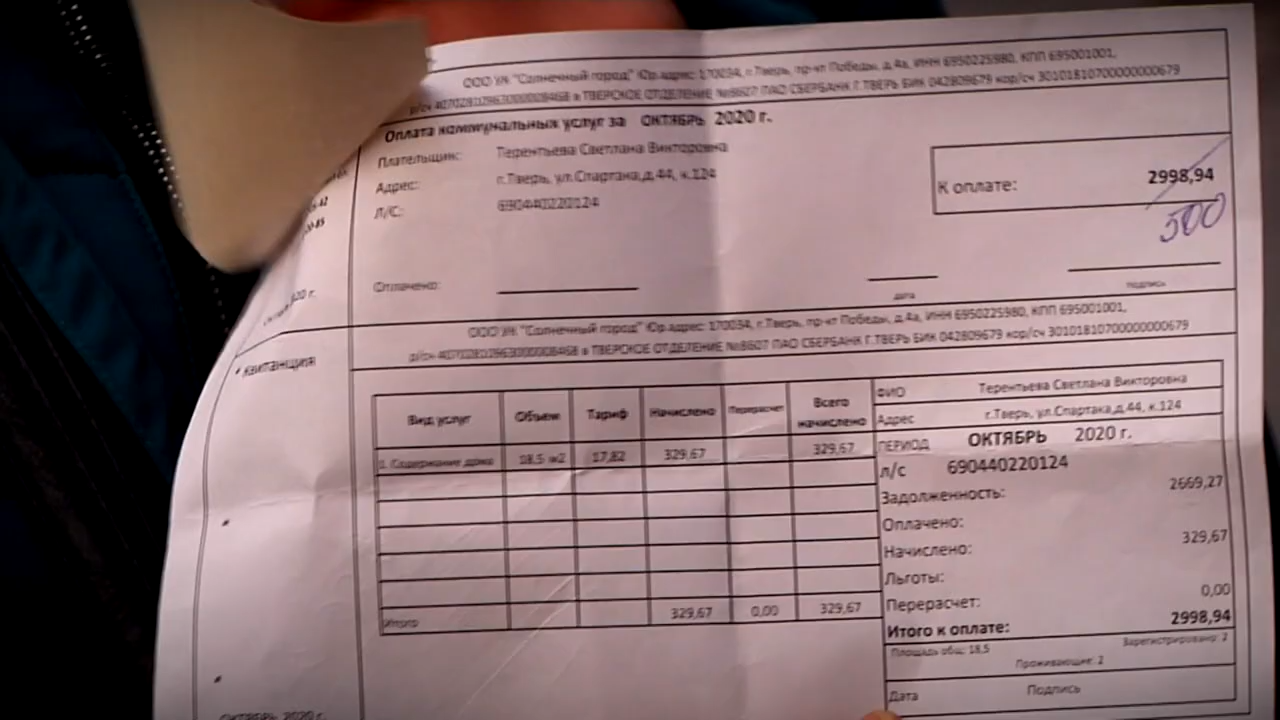 ООО УК "Солнечный город" Юр.адрес: 170034, г.Тверь, пр-кт Победы, д.4а, ИНН 6950225980, КПП 695001001,
в ТВЕРСКОЕ ОТДЕЛЕНИЕ №8607 ПАО СБЕРБАНК Г.ТВЕРЬ БИК 042809679 кор/сч 30101810700000000679
Оплата коммунальных услуг за ОКТЯБРЬ 2020 г.
Плательщик: Терентьева Светлана Викторовна
Адрес: г.Тверь, ул.Спартака,д.44, к.124
Л/С: 690440220124
К оплате: 2998,94
500
Оплачено:
дата подпись
ООО УК "Солнечный город" Юр.адрес: 170034, г.Тверь, пр-кт Победы, д.4а, ИНН 6950225980, КПП 695001001,
в ТВЕРСКОЕ ОТДЕЛЕНИЕ №8607 ПАО СБЕРБАНК Г.ТВЕРЬ БИК 042809679 кор/сч 30101810700000000679
Квитанция
Вид услуг Объем Тариф Начислено Перерасчет Всего начислено
1. Содержание дома 18,5 м2 17,82 329,67 329,67
Итого 329,67 0,00 329,67
ФИО Терентьева Светлана Викторовна
Адрес г.Тверь, ул.Спартака,д.44, к.124
ПЕРИОД ОКТЯБРЬ 2020 г.
л/с 690440220124
Задолженность: 2669,27
Оплачено:
Начислено: 329,67
Льготы:
Перерасчет: 0,00
Итого к оплате: 2998,94
Площадь общ: 18,5 Зарегистрировано: 2
Проживающие: 2
Дата Подпись
ОКТЯБРЬ 2020 г.